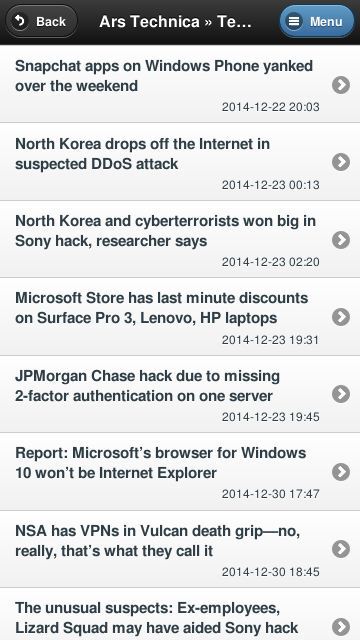 Back
Ars Technica » Te…
Menu
Snapchat apps on Windows Phone yanked
over the weekend
2014-12-22 20:03
North Korea drops off the Internet in
suspected DDoS attack
2014-12-23 00:13
North Korea and cyberterrorists won big in
Sony hack, researcher says
2014-12-23 02:20
Microsoft Store has last minute discounts
on Surface Pro 3, Lenovo, HP laptops
2014-12-23 19:31
JPMorgan Chase hack due to missing
2-factor authentication on one server
2014-12-23 19:45
Report: Microsoft’s browser for Windows
10 won’t be Internet Explorer
2014-12-30 17:47
NSA has VPNs in Vulcan death grip—no,
really, that’s what they call it
2014-12-30 18:45
The unusual suspects: Ex-employees,
Lizard Squad may have aided Sony hack